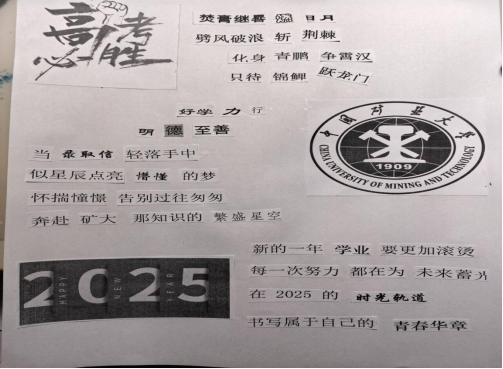 高考
必胜
焚膏继晷 日月
劈风破浪 斩 荆棘
化身 青鹏 争霄汉
只待 锦鲤 跃龙门
好学 力 行
明 德 至善
中国矿业大学
CHINA UNIVERSITY OF MINING AND TECHNOLOGY
1909
当 录取信 轻落手中
似星辰点亮 懵懂 的梦
怀揣憧憬 告别过往匆匆
奔赴 矿大 那知识的 繁盛星空
2025
HAPPY
NEW
YEAR
新的一年 学业 要更加滚烫
每一次努力 都在为 未来蓄光
在 2025 的 时光轨道
书写属于自己的 青春华章